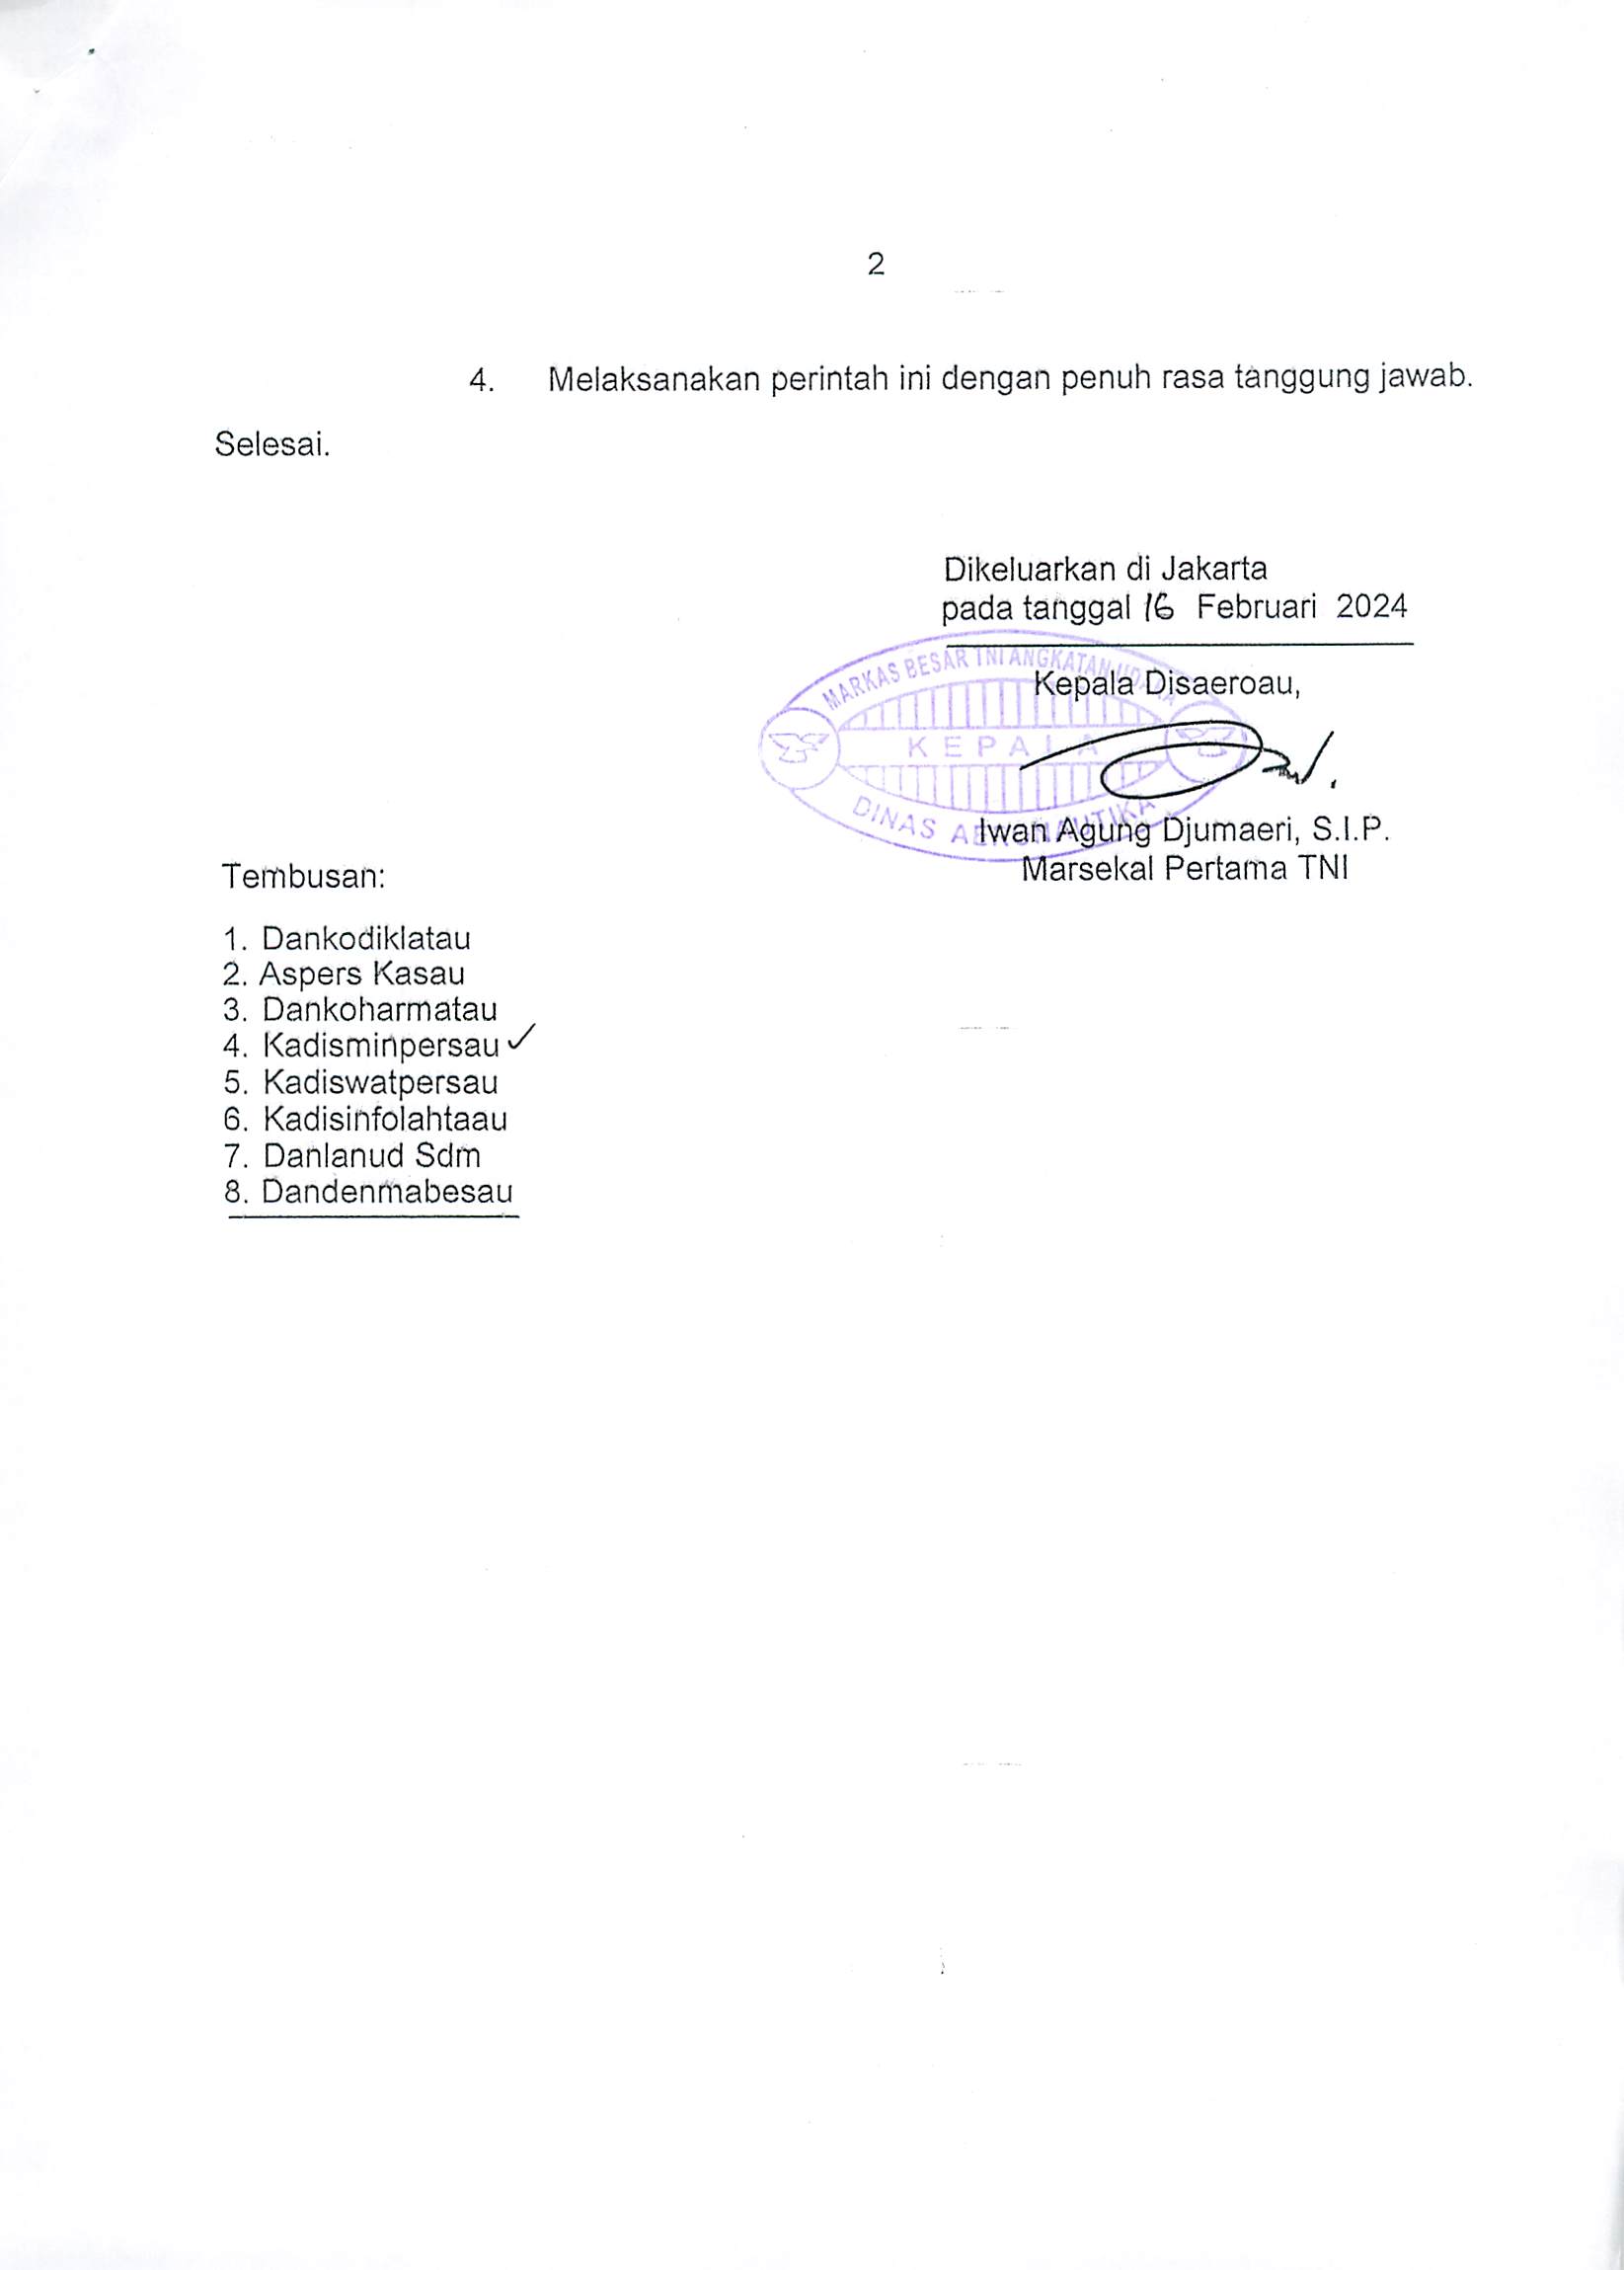 2
4. Melaksanakan perintah ini dengan penuh rasa tanggung jawab.
Selesai.
Dikeluarkan di Jakarta
pada tanggal 16 Februari 2024
MARKAS BESAR TNI ANGKATAN UDARA
Kepala Disaeroau,
KEPALA
DINAS AERONAUTIKA
Iwan Agung Djumaeri, S.I.P.
Marsekal Pertama TNI
Tembusan:
1. Dankodiklatau
2. Aspers Kasau
3. Dankoharmatau
4. Kadisminpersau ✓
5. Kadiswatpersau
6. Kadisinfolahtaau
7. Danlanud Sdm
8. Dandenmabesau